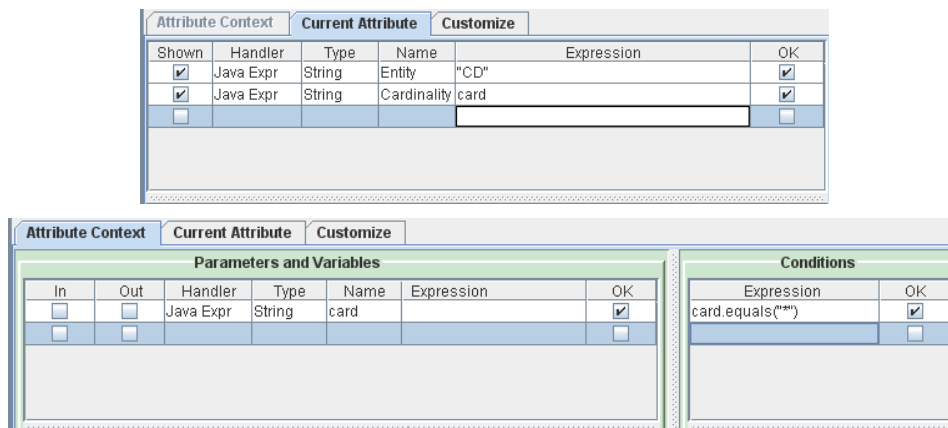 Attribute Context Current Attribute Customize
Shown Handler Type Name Expression OK
Java Expr String Entity "CD"
Java Expr String Cardinality card
Attribute Context Current Attribute Customize
Parameters and Variables Conditions
In Out Handler Type Name Expression OK Expression OK
Java Expr String card card.equals("*")